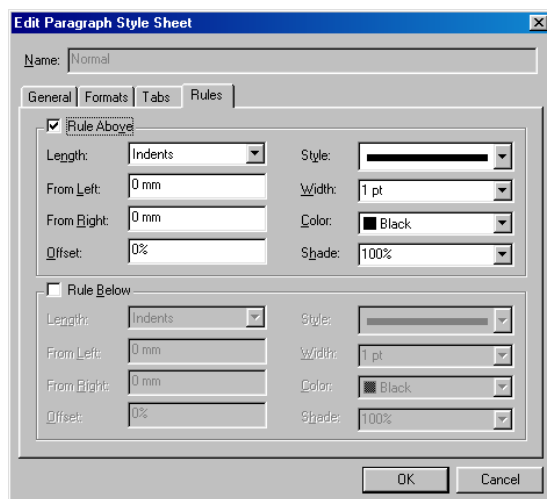 Edit Paragraph Style Sheet
Name: Normal
General Formats Tabs Rules
Rule Above
Length: Indents Style:
From Left: 0 mm Width: 1 pt
From Right: 0 mm Color: Black
Offset: 0% Shade: 100%
Rule Below
Length: Indents Style:
From Left: 0 mm Width: 1 pt
From Right: 0 mm Color: Black
Offset: 0% Shade: 100%
OK Cancel